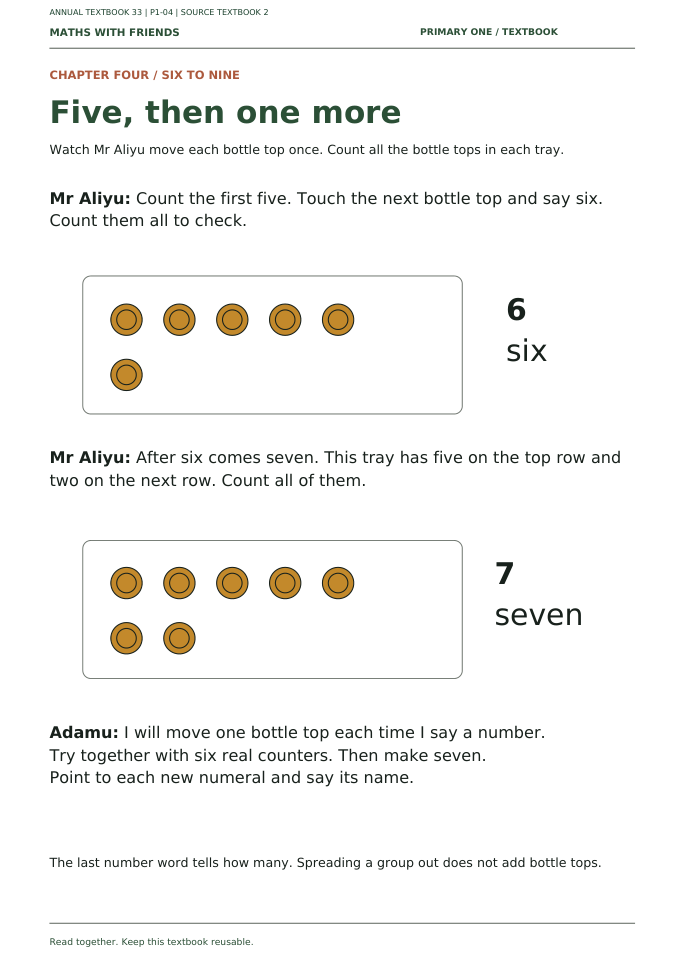 ANNUAL TEXTBOOK 33 | P1-04 | SOURCE TEXTBOOK 2
MATHS WITH FRIENDS
PRIMARY ONE / TEXTBOOK
CHAPTER FOUR / SIX TO NINE
Five, then one more
Watch Mr Aliyu move each bottle top once. Count all the bottle tops in each tray.
Mr Aliyu: Count the first five. Touch the next bottle top and say six.
Count them all to check.
6
six
Mr Aliyu: After six comes seven. This tray has five on the top row and
two on the next row. Count all of them.
7
seven
Adamu: I will move one bottle top each time I say a number.
Try together with six real counters. Then make seven.
Point to each new numeral and say its name.
The last number word tells how many. Spreading a group out does not add bottle tops.
Read together. Keep this textbook reusable.